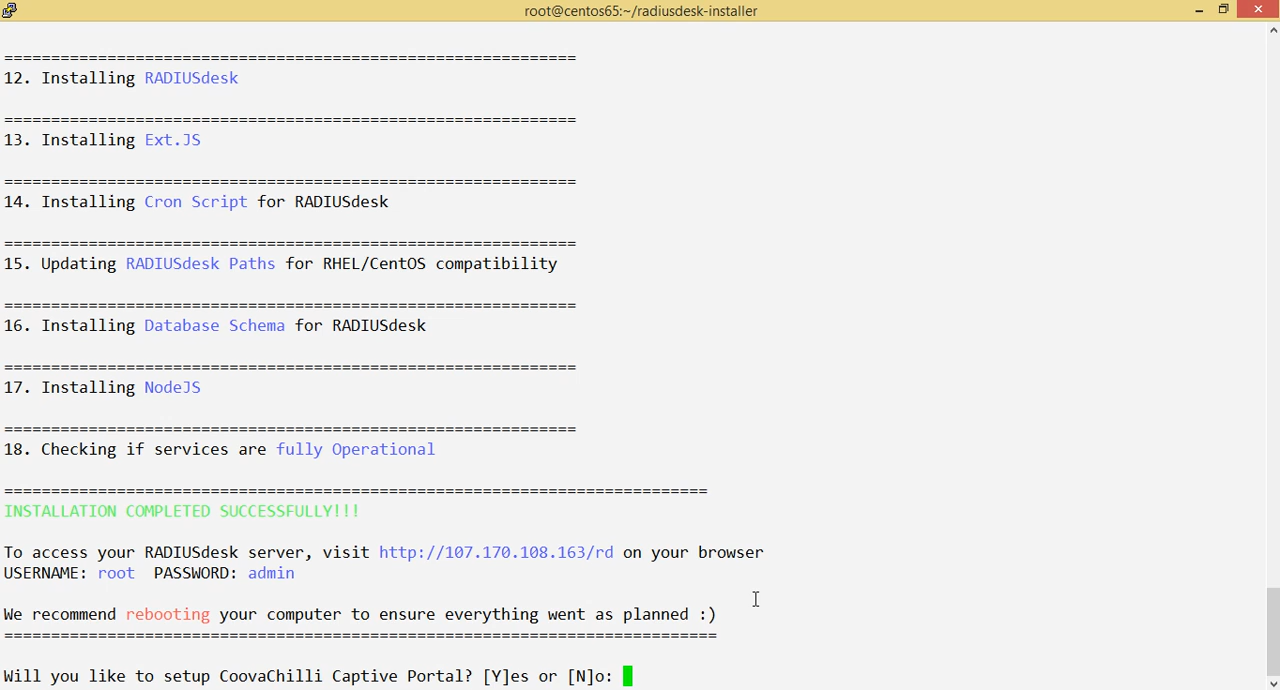 root@centos65:~/radiusdesk-installer
=============================================================
12. Installing RADIUSdesk
=============================================================
13. Installing Ext.JS
=============================================================
14. Installing Cron Script for RADIUSdesk
=============================================================
15. Updating RADIUSdesk Paths for RHEL/CentOS compatibility
=============================================================
16. Installing Database Schema for RADIUSdesk
=============================================================
17. Installing NodeJS
=============================================================
18. Checking if services are fully Operational
===========================================================================
INSTALLATION COMPLETED SUCCESSFULLY!!!
To access your RADIUSdesk server, visit http://107.170.108.163/rd on your browser
USERNAME: root  PASSWORD: admin
We recommend rebooting your computer to ensure everything went as planned :)
============================================================================
Will you like to setup CoovaChilli Captive Portal? [Y]es or [N]o: